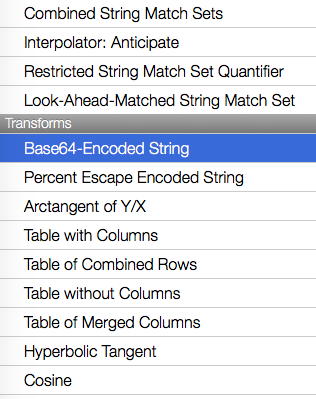 Combined String Match Sets
Interpolator: Anticipate
Restricted String Match Set Quantifier
Look-Ahead-Matched String Match Set
Transforms
Base64-Encoded String
Percent Escape Encoded String
Arctangent of Y/X
Table with Columns
Table of Combined Rows
Table without Columns
Table of Merged Columns
Hyperbolic Tangent
Cosine